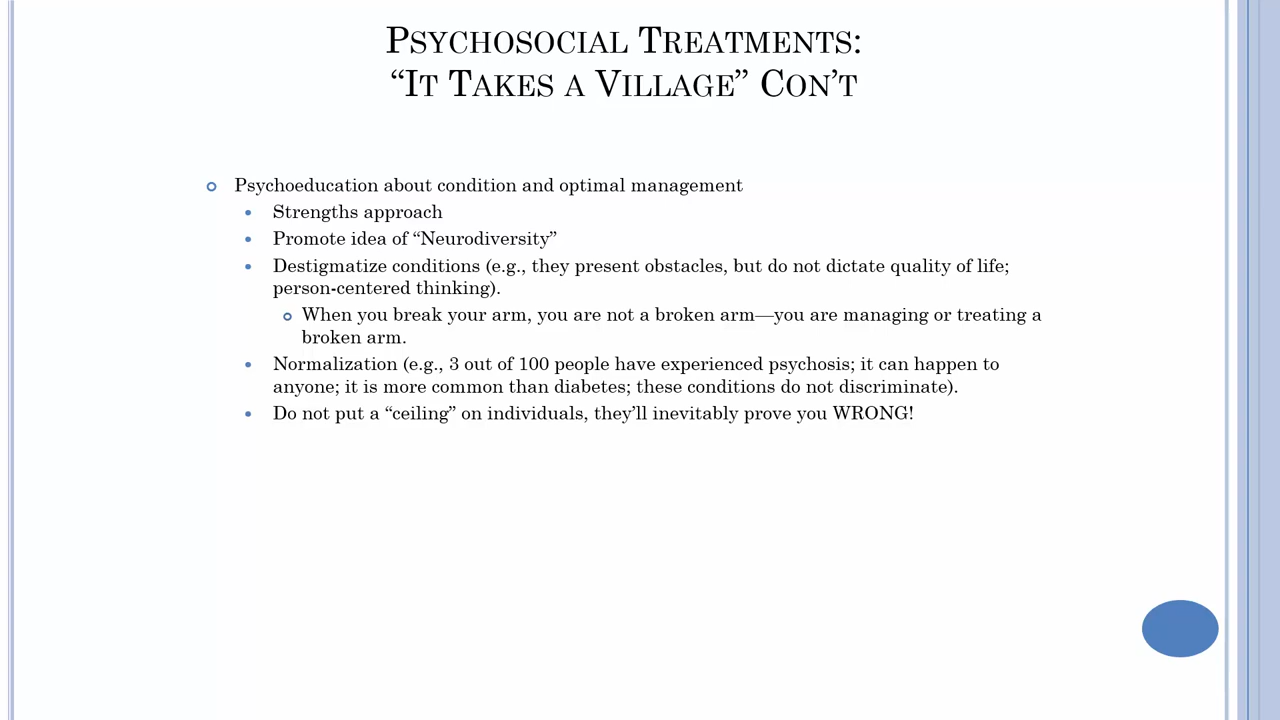 Psychosocial Treatments:
“It Takes a Village” Con’t
Psychoeducation about condition and optimal management
Strengths approach
Promote idea of “Neurodiversity”
Destigmatize conditions (e.g., they present obstacles, but do not dictate quality of life;
person-centered thinking).
When you break your arm, you are not a broken arm—you are managing or treating a
broken arm.
Normalization (e.g., 3 out of 100 people have experienced psychosis; it can happen to
anyone; it is more common than diabetes; these conditions do not discriminate).
Do not put a “ceiling” on individuals, they’ll inevitably prove you WRONG!